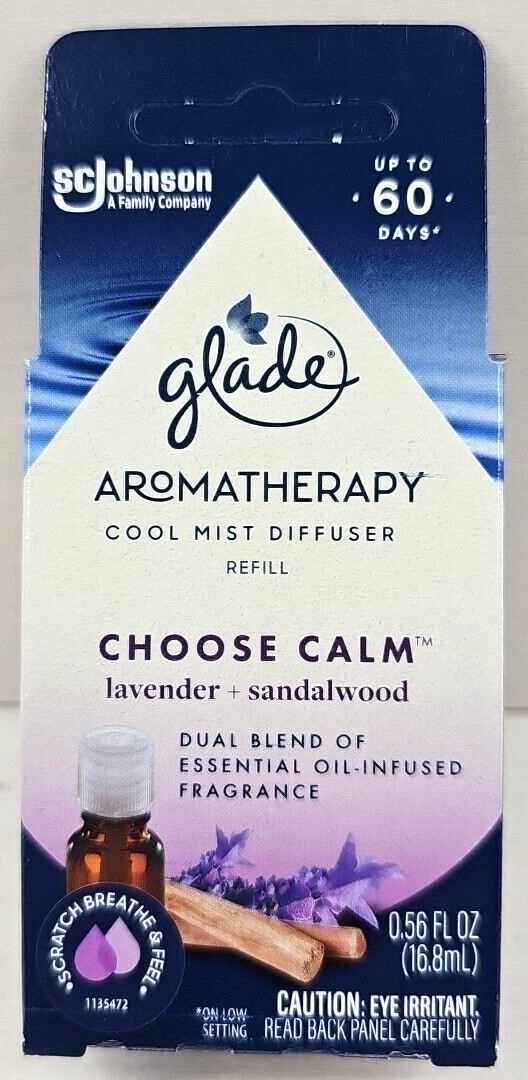 scjohnson
A Family Company
UP TO
60
DAYS*
glade®
AROMATHERAPY
COOL MIST DIFFUSER
REFILL
CHOOSE CALM™
lavender + sandalwood
DUAL BLEND OF
ESSENTIAL OIL-INFUSED
FRAGRANCE
SCRATCH BREATHE & FEEL
1135472
0.56 FL OZ
(16.8mL)
*ON LOW
SETTING
CAUTION: EYE IRRITANT.
READ BACK PANEL CAREFULLY